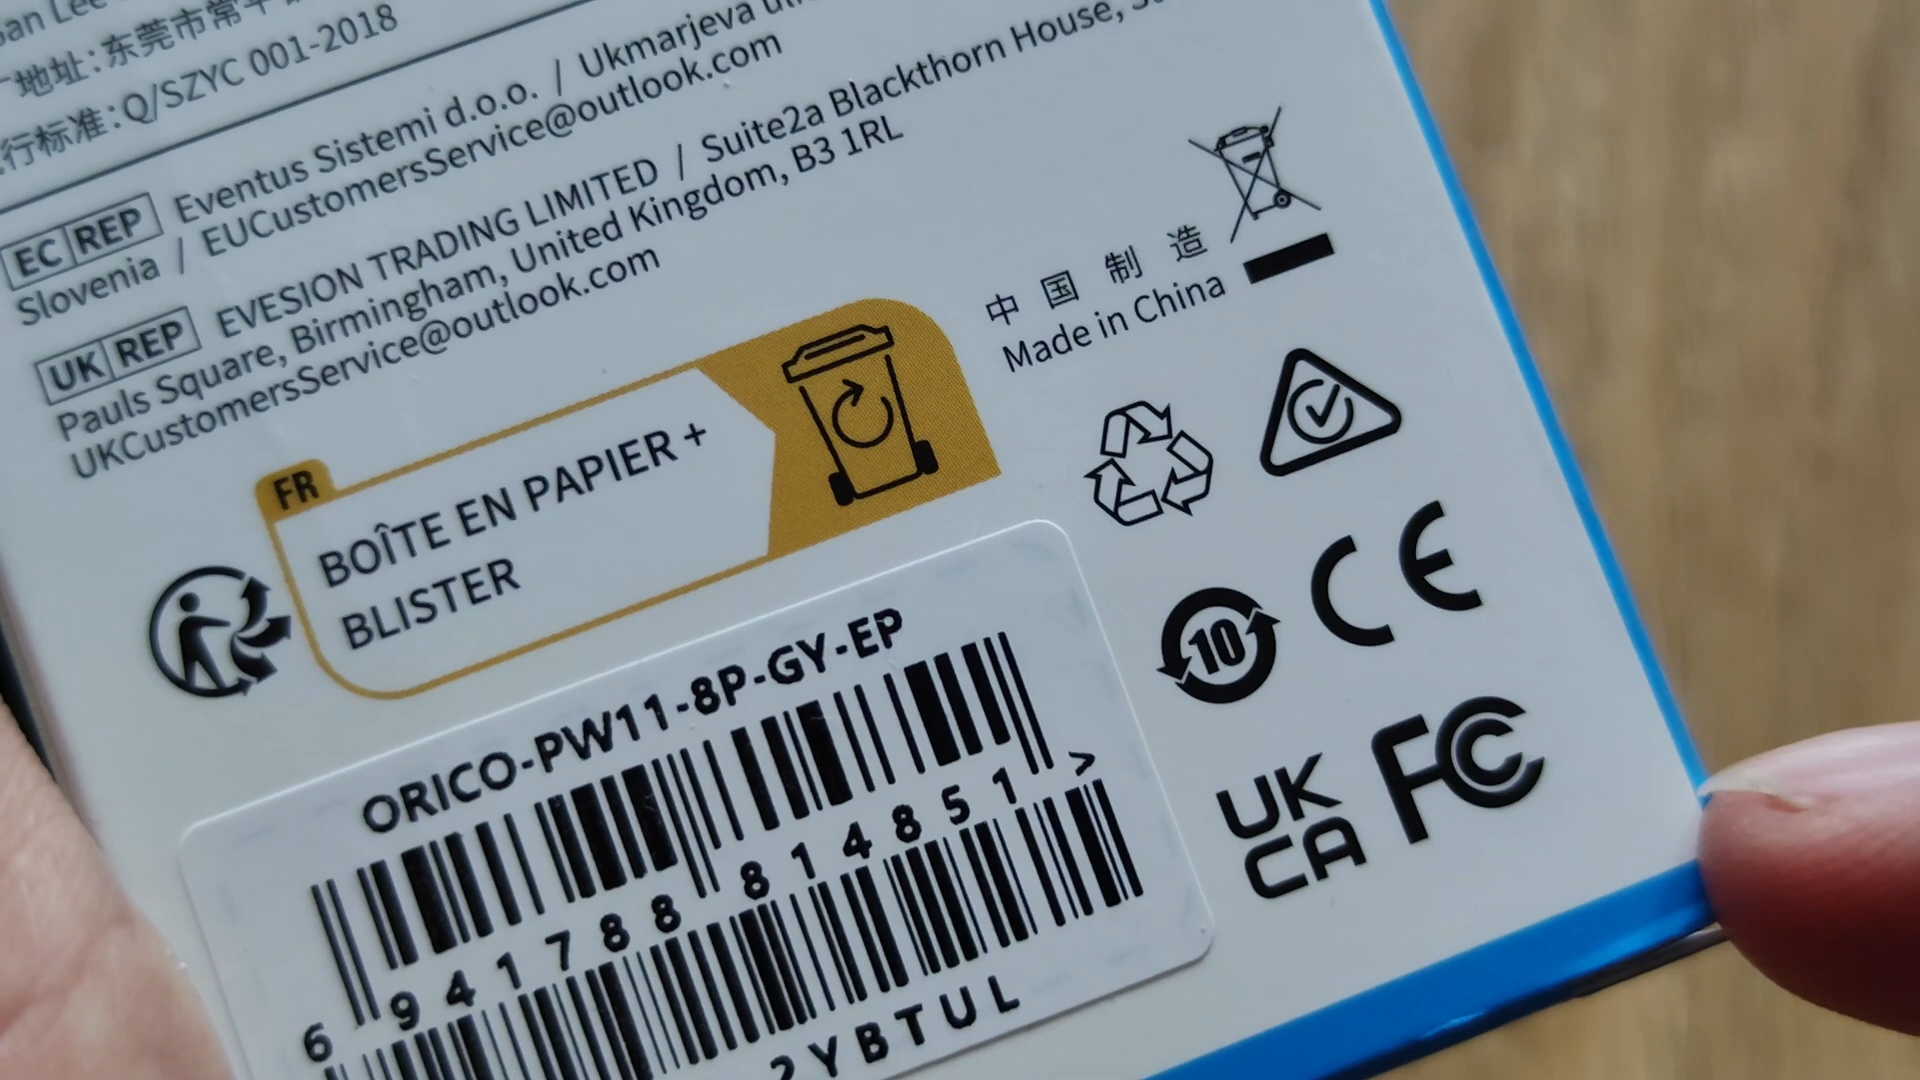 地址：东莞市常平
行标准：Q/SZYC 001-2018
EC REP Eventus Sistemi d.o.o. / Ukmarjeva
Slovenia / EUCustomersService@outlook.com
UK REP EVESION TRADING LIMITED / Suite2a Blackthorn House,
Pauls Square, Birmingham, United Kingdom, B3 1RL
UKCustomersService@outlook.com
中国制造
Made in China
FR
BOÎTE EN PAPIER +
BLISTER
10
CE
UK
CA
FC
ORICO-PW11-8P-GY-EP
6 941788 814851 >
2YBTUL